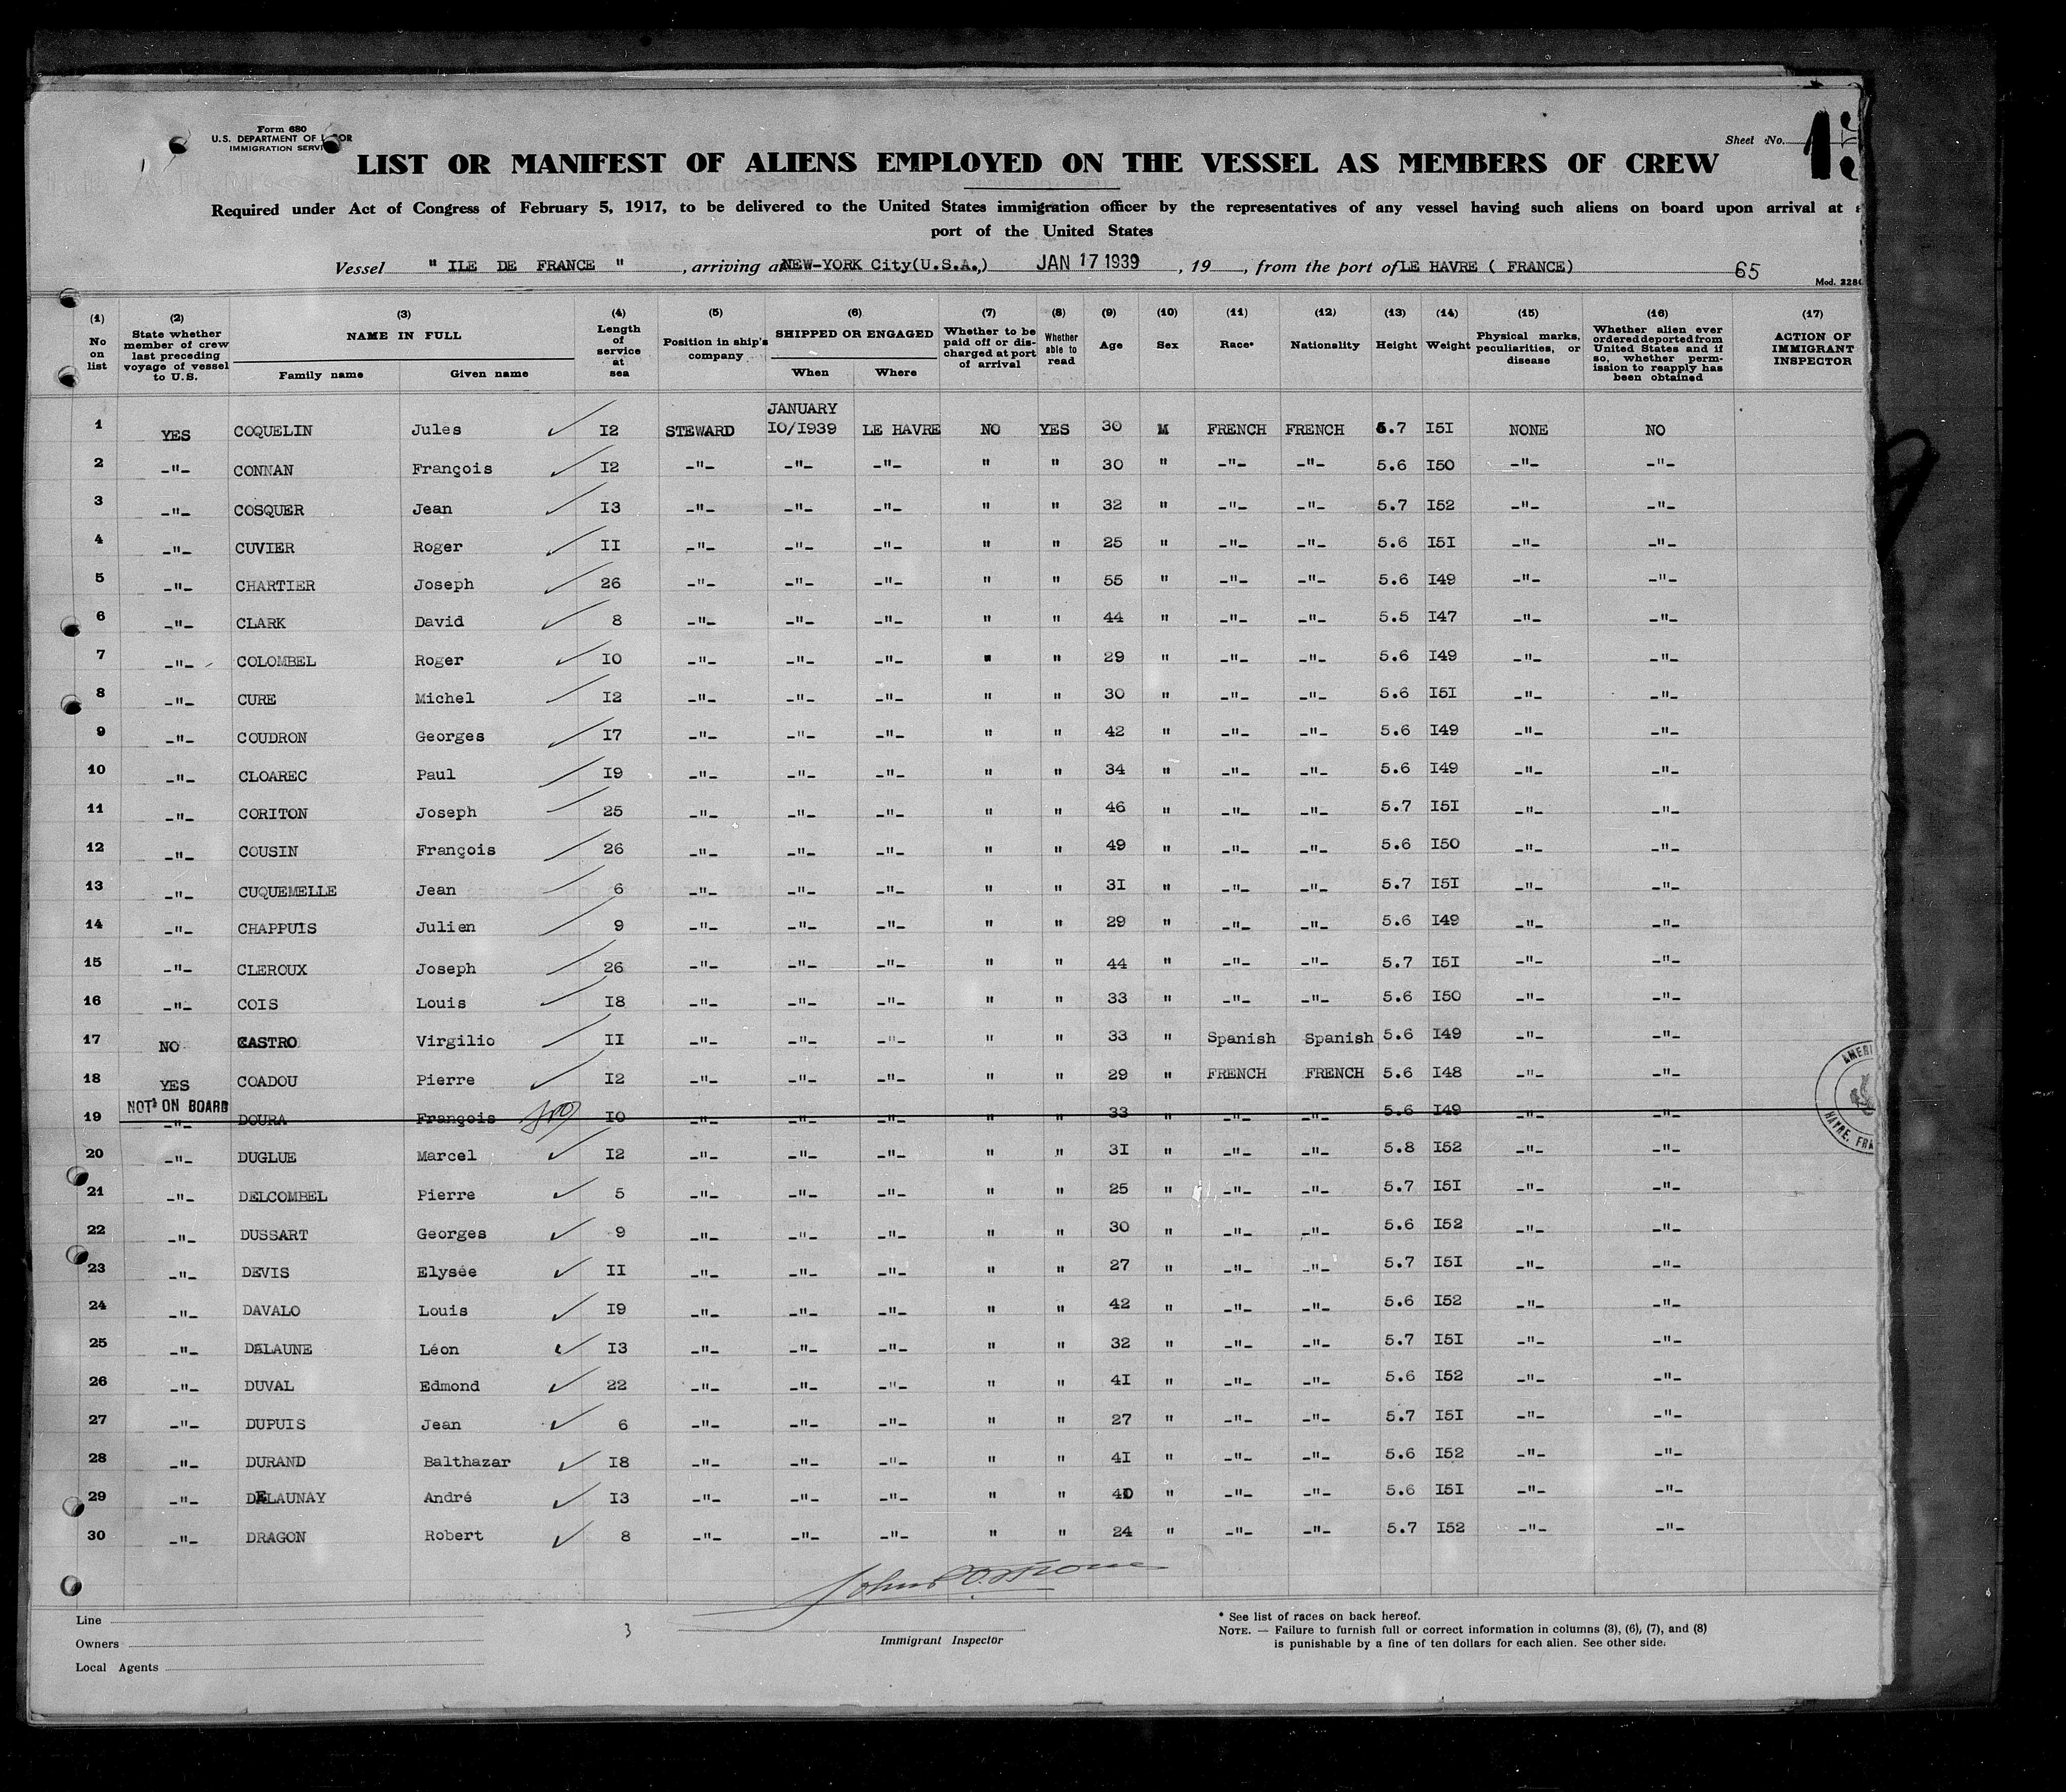 Form 680
U.S. DEPARTMENT OF LABOR
IMMIGRATION SERVICE
Sheet No. 15
LIST OR MANIFEST OF ALIENS EMPLOYED ON THE VESSEL AS MEMBERS OF CREW
Required under Act of Congress of February 5, 1917, to be delivered to the United States immigration officer by the representatives of any vessel having such aliens on board upon arrival at
port of the United States
Vessel " ILE DE FRANCE " , arriving at NEW-YORK City(U.S.A.,) JAN 17 1939 , 19 , from the port of LE HAVRE ( FRANCE) 65
Mod. 228
(1) No on list (2) State whether member of crew last preceding voyage of vessel to U.S. (3) NAME IN FULL Family name Given name (4) Length of service at sea (5) Position in ship's company (6) SHIPPED OR ENGAGED When Where (7) Whether to be paid off or discharged at port of arrival (8) Whether able to read (9) Age (10) Sex (11) Race* (12) Nationality (13) Height (14) Weight (15) Physical marks, peculiarities, or disease (16) Whether alien ever ordered deported from United States and if so, whether permission to reapply has been obtained (17) ACTION OF IMMIGRANT INSPECTOR
JANUARY
1 YES COQUELIN Jules I2 STEWARD IO/I939 LE HAVRE NO YES 30 M FRENCH FRENCH 5.7 I5I NONE NO
2 -"- CONNAN François I2 -"- -"- -"- " " 30 " -"- -"- 5.6 I50 -"- -"-
3 -"- COSQUER Jean I3 -"- -"- -"- " " 32 " -"- -"- 5.7 I52 -"- -"-
4 -"- CUVIER Roger II -"- -"- -"- " " 25 " -"- -"- 5.6 I5I -"- -"-
5 -"- CHARTIER Joseph 26 -"- -"- -"- " " 55 " -"- -"- 5.6 I49 -"- -"-
6 -"- CLARK David 8 -"- -"- -"- " " 44 " -"- -"- 5.5 I47 -"- -"-
7 -"- COLOMBEL Roger IO -"- -"- -"- " " 29 " -"- -"- 5.6 I49 -"- -"-
8 -"- CURE Michel I2 -"- -"- -"- " " 30 " -"- -"- 5.6 I5I -"- -"-
9 -"- COUDRON Georges I7 -"- -"- -"- " " 42 " -"- -"- 5.6 I49 -"- -"-
10 -"- CLOAREC Paul I9 -"- -"- -"- " " 34 " -"- -"- 5.6 I49 -"- -"-
11 -"- CORITON Joseph 25 -"- -"- -"- " " 46 " -"- -"- 5.7 I5I -"- -"-
12 -"- COUSIN François 26 -"- -"- -"- " " 49 " -"- -"- 5.6 I50 -"- -"-
13 -"- CUQUEMELLE Jean 6 -"- -"- -"- " " 3I " -"- -"- 5.7 I5I -"- -"-
14 -"- CHAPPUIS Julien 9 -"- -"- -"- " " 29 " -"- -"- 5.6 I49 -"- -"-
15 -"- CLEROUX Joseph 26 -"- -"- -"- " " 44 " -"- -"- 5.7 I5I -"- -"-
16 -"- COIS Louis I8 -"- -"- -"- " " 33 " -"- -"- 5.6 I50 -"- -"-
17 NO CASTRO Virgilio II -"- -"- -"- " " 33 " Spanish Spanish 5.6 I49 -"- -"-
18 YES COADOU Pierre I2 -"- -"- -"- " " 29 " FRENCH FRENCH 5.6 I48 -"- -"-
NOT ON BOARD
19 -"- DOURA François IO -"- -"- -"- " " 33 " -"- -"- 5.6 I49 -"- -"-
20 -"- DUGLUE Marcel I2 -"- -"- -"- " " 3I " -"- -"- 5.8 I52 -"- -"-
21 -"- DELCOMBEL Pierre 5 -"- -"- -"- " " 25 " -"- -"- 5.7 I5I -"- -"-
22 -"- DUSSART Georges 9 -"- -"- -"- " " 30 " -"- -"- 5.6 I52 -"- -"-
23 -"- DEVIS Elysée II -"- -"- -"- " " 27 " -"- -"- 5.7 I5I -"- -"-
24 -"- DAVALO Louis I9 -"- -"- -"- " " 42 " -"- -"- 5.6 I52 -"- -"-
25 -"- DALAUNE Léon I3 -"- -"- -"- " " 32 " -"- -"- 5.7 I5I -"- -"-
26 -"- DUVAL Edmond 22 -"- -"- -"- " " 4I " -"- -"- 5.6 I52 -"- -"-
27 -"- DUPUIS Jean 6 -"- -"- -"- " " 27 " -"- -"- 5.7 I5I -"- -"-
28 -"- DURAND Balthazar I8 -"- -"- -"- " " 4I " -"- -"- 5.6 I52 -"- -"-
29 -"- DELAUNAY André I3 -"- -"- -"- " " 40 " -"- -"- 5.6 I5I -"- -"-
30 -"- DRAGON Robert 8 -"- -"- -"- " " 24 " -"- -"- 5.7 I52 -"- -"-
HAVRE, FRA
Line
Owners
Local Agents
3
Immigrant Inspector
* See list of races on back hereof.
NOTE. — Failure to furnish full or correct information in columns (3), (6), (7), and (8)
is punishable by a fine of ten dollars for each alien. See other side.